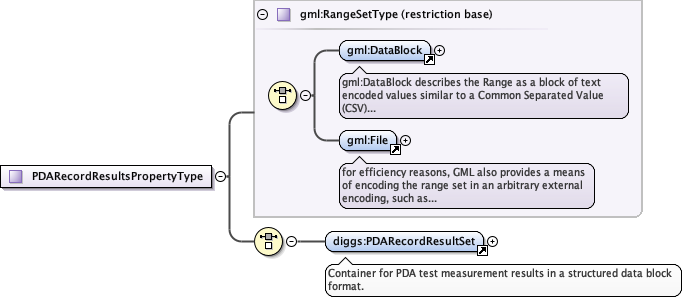 gml:RangeSetType (restriction base)
gml:DataBlock
gml:DataBlock describes the Range as a block of text
encoded values similar to a Common Separated Value
(CSV)...
gml:File
for efficiency reasons, GML also provides a means
of encoding the range set in an arbitrary external
encoding, such as...
PDARecordResultsPropertyType
diggs:PDARecordResultSet
Container for PDA test measurement results in a structured data block
format.